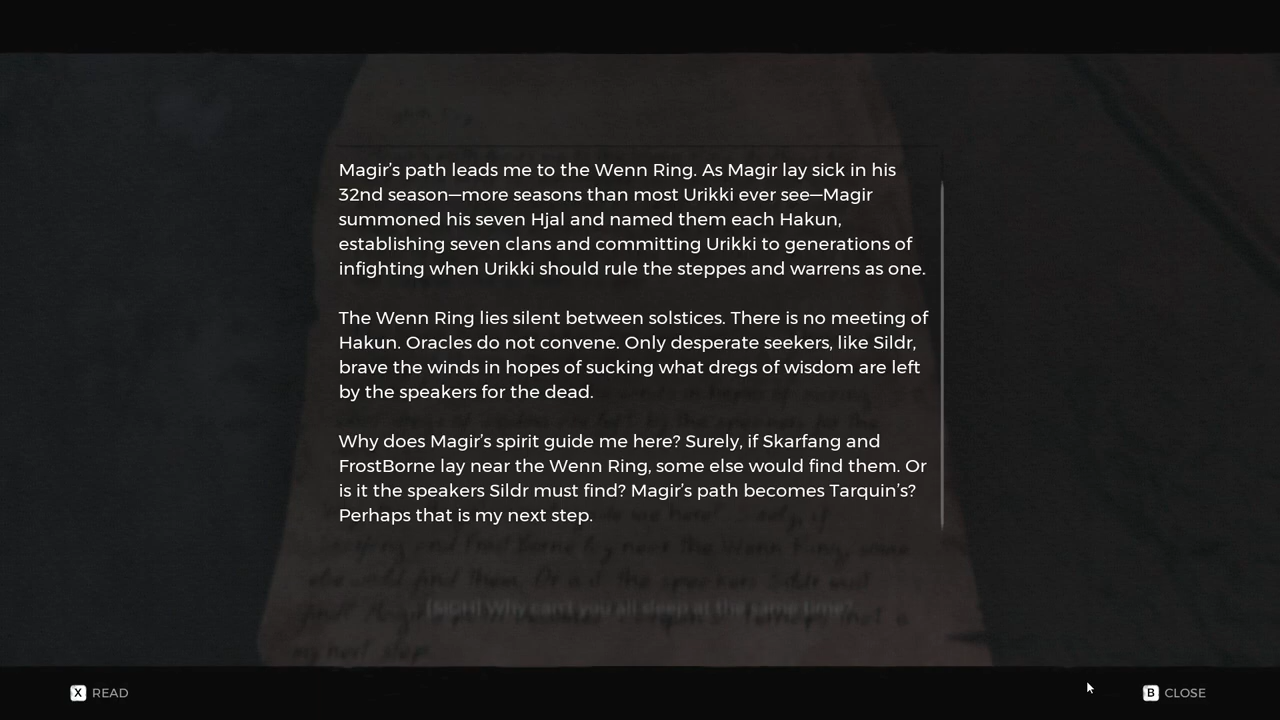 Magir's path leads me to the Wenn Ring. As Magir lay sick in his
32nd season—more seasons than most Urikki ever see—Magir
summoned his seven Hjal and named them each Hakun,
establishing seven clans and committing Urikki to generations of
infighting when Urikki should rule the steppes and warrens as one.
The Wenn Ring lies silent between solstices. There is no meeting of
Hakun. Oracles do not convene. Only desperate seekers, like Sildr,
brave the winds in hopes of sucking what dregs of wisdom are left
by the speakers for the dead.
Why does Magir's spirit guide me here? Surely, if Skarfang and
FrostBorne lay near the Wenn Ring, some else would find them. Or
is it the speakers Sildr must find? Magir's path becomes Tarquin's?
Perhaps that is my next step.
[SIGH] Why can't you all sleep at the same time?
X READ
B CLOSE